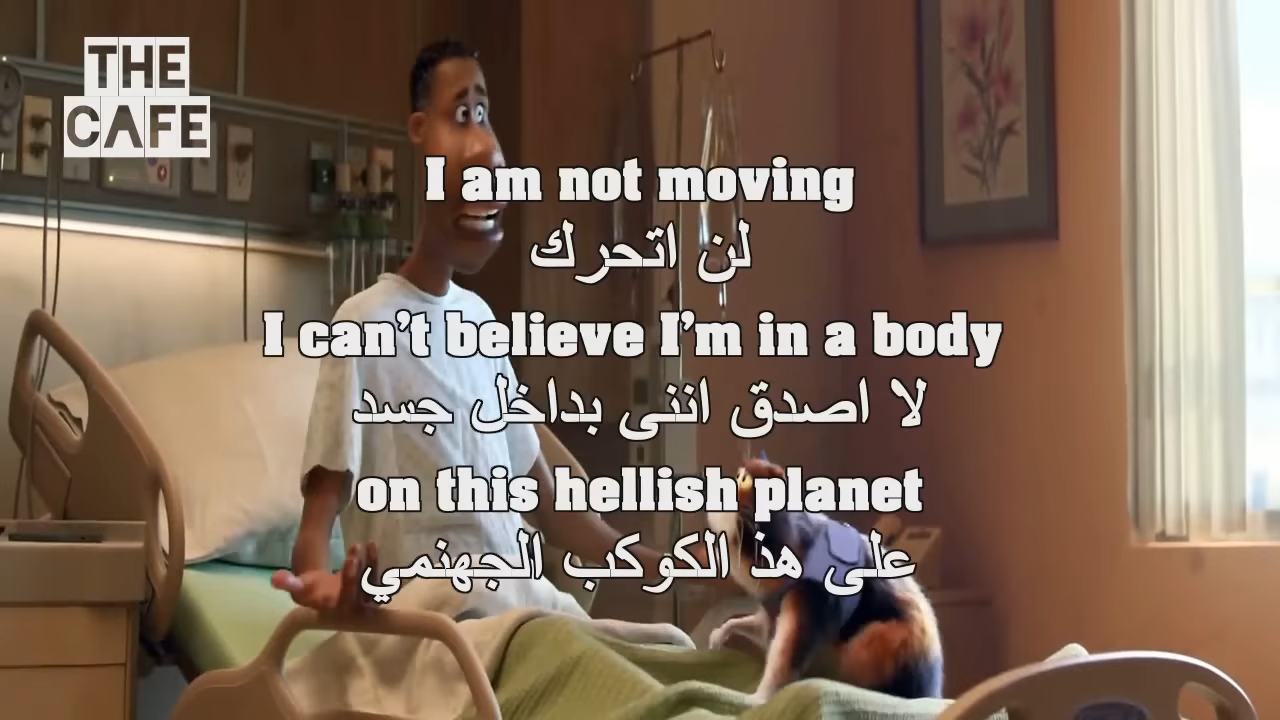 THE
CAFE
I am not moving
لن اتحرك
I can't believe I'm in a body
لا اصدق اننى بداخل جسد
on this hellish planet
على هذ الكوكب الجهنمي